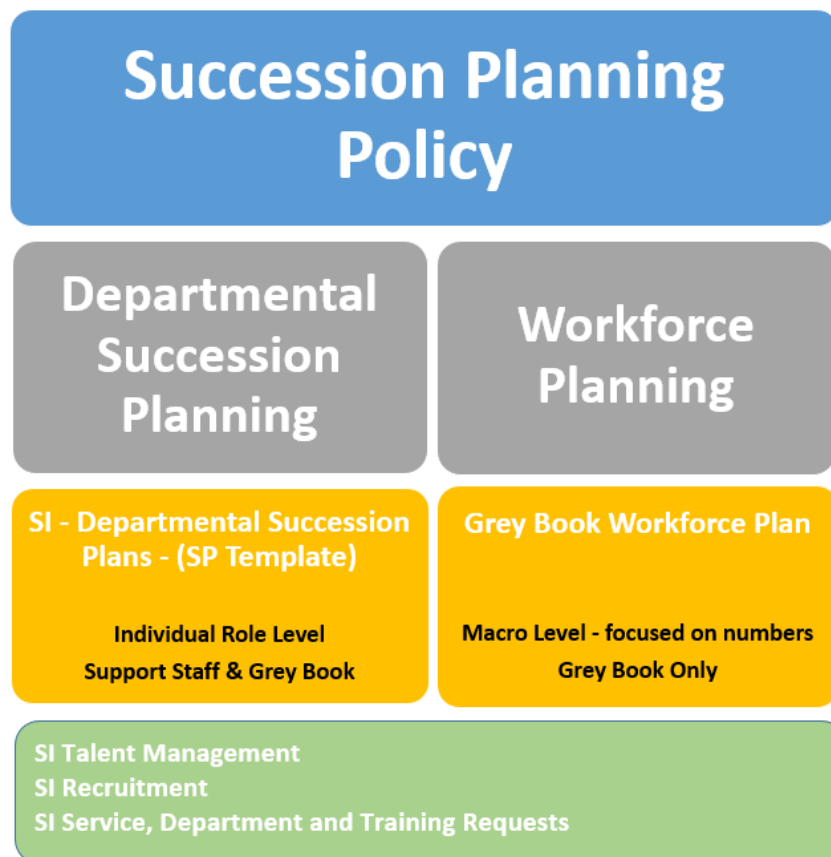 Succession Planning
Policy
Departmental
Succession
Planning
Workforce
Planning
SI - Departmental Succession
Plans - (SP Template)
Individual Role Level
Support Staff & Grey Book
Grey Book Workforce Plan
Macro Level - focused on numbers
Grey Book Only
SI Talent Management
SI Recruitment
SI Service, Department and Training Requests